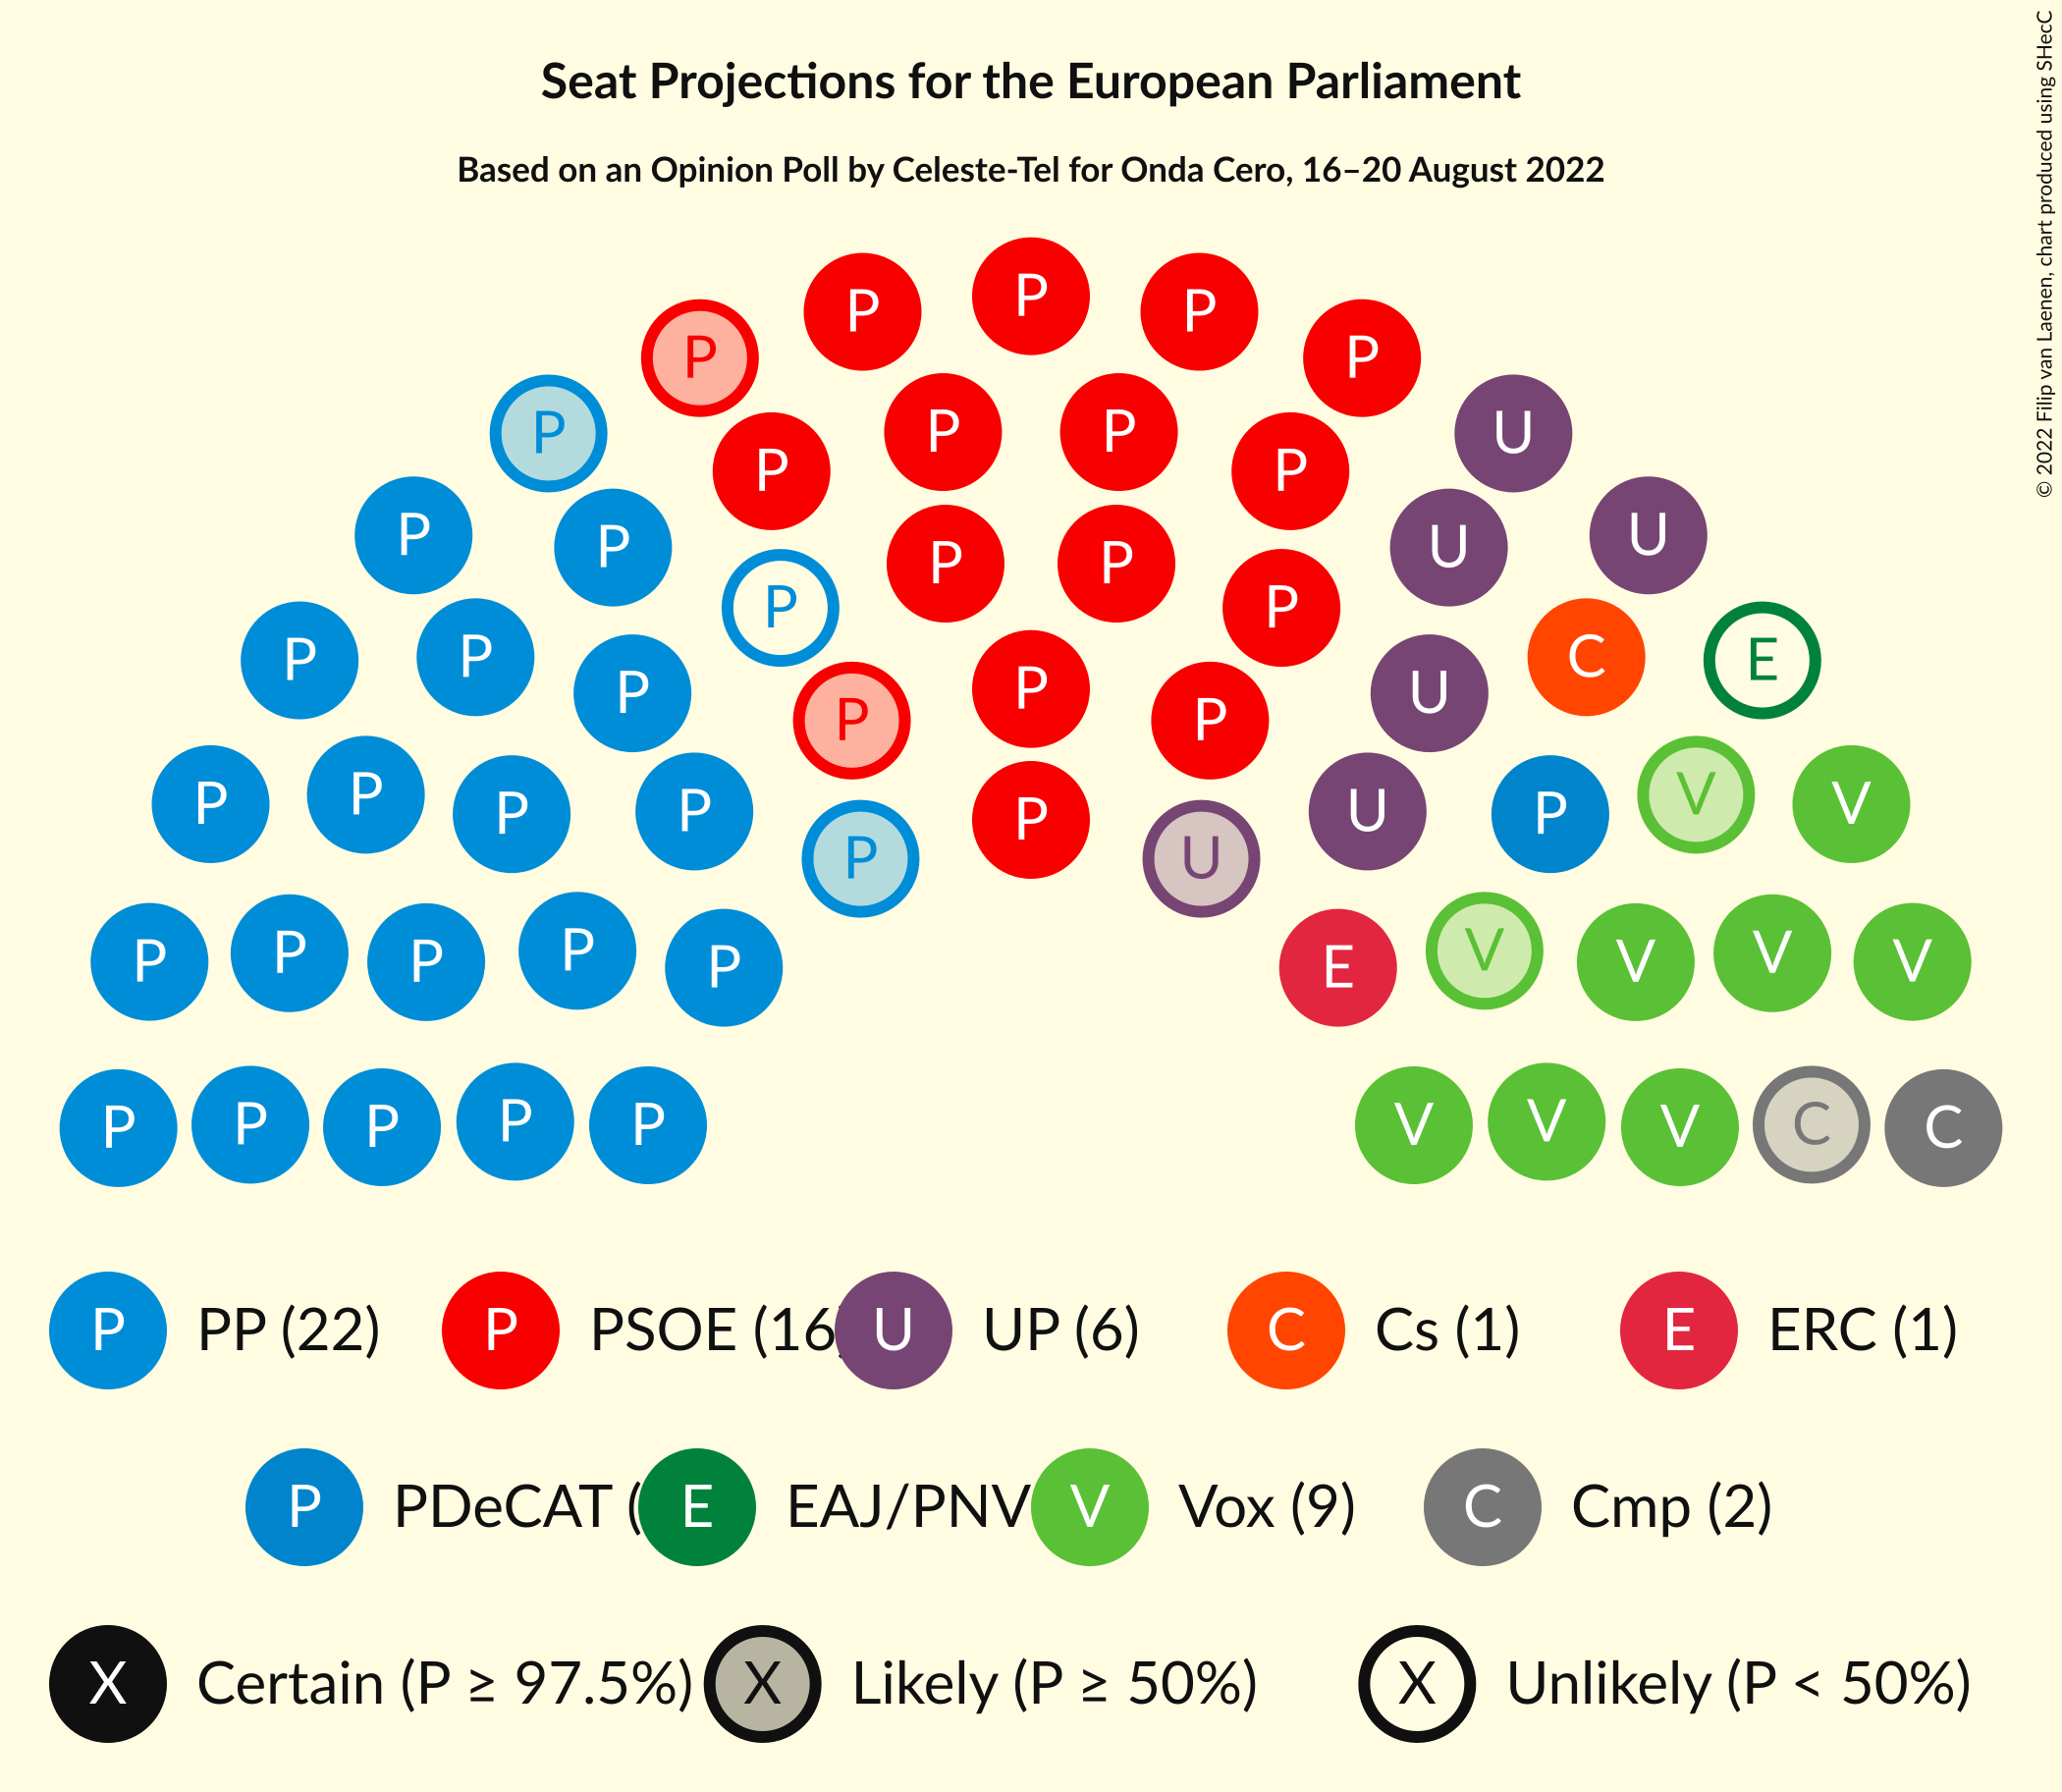 Seat Projections for the European Parliament
Based on an Opinion Poll by Celeste-Tel for Onda Cero, 16–20 August 2022
© 2022 Filip van Laenen, chart produced using SHecC
P
P P
P P
P P P U
P P
P P P P U U
P P
P P C E
P P U
P P
P P P P P U P V V
P U
P P P P P E V V V V
P P P P P V V V C C
P PP (22) P PSOE (16 U UP (6) C Cs (1) E ERC (1)
P PDeCAT ( E EAJ/PNV V Vox (9) C Cmp (2)
X Certain (P ≥ 97.5%) X Likely (P ≥ 50%) X Unlikely (P < 50%)